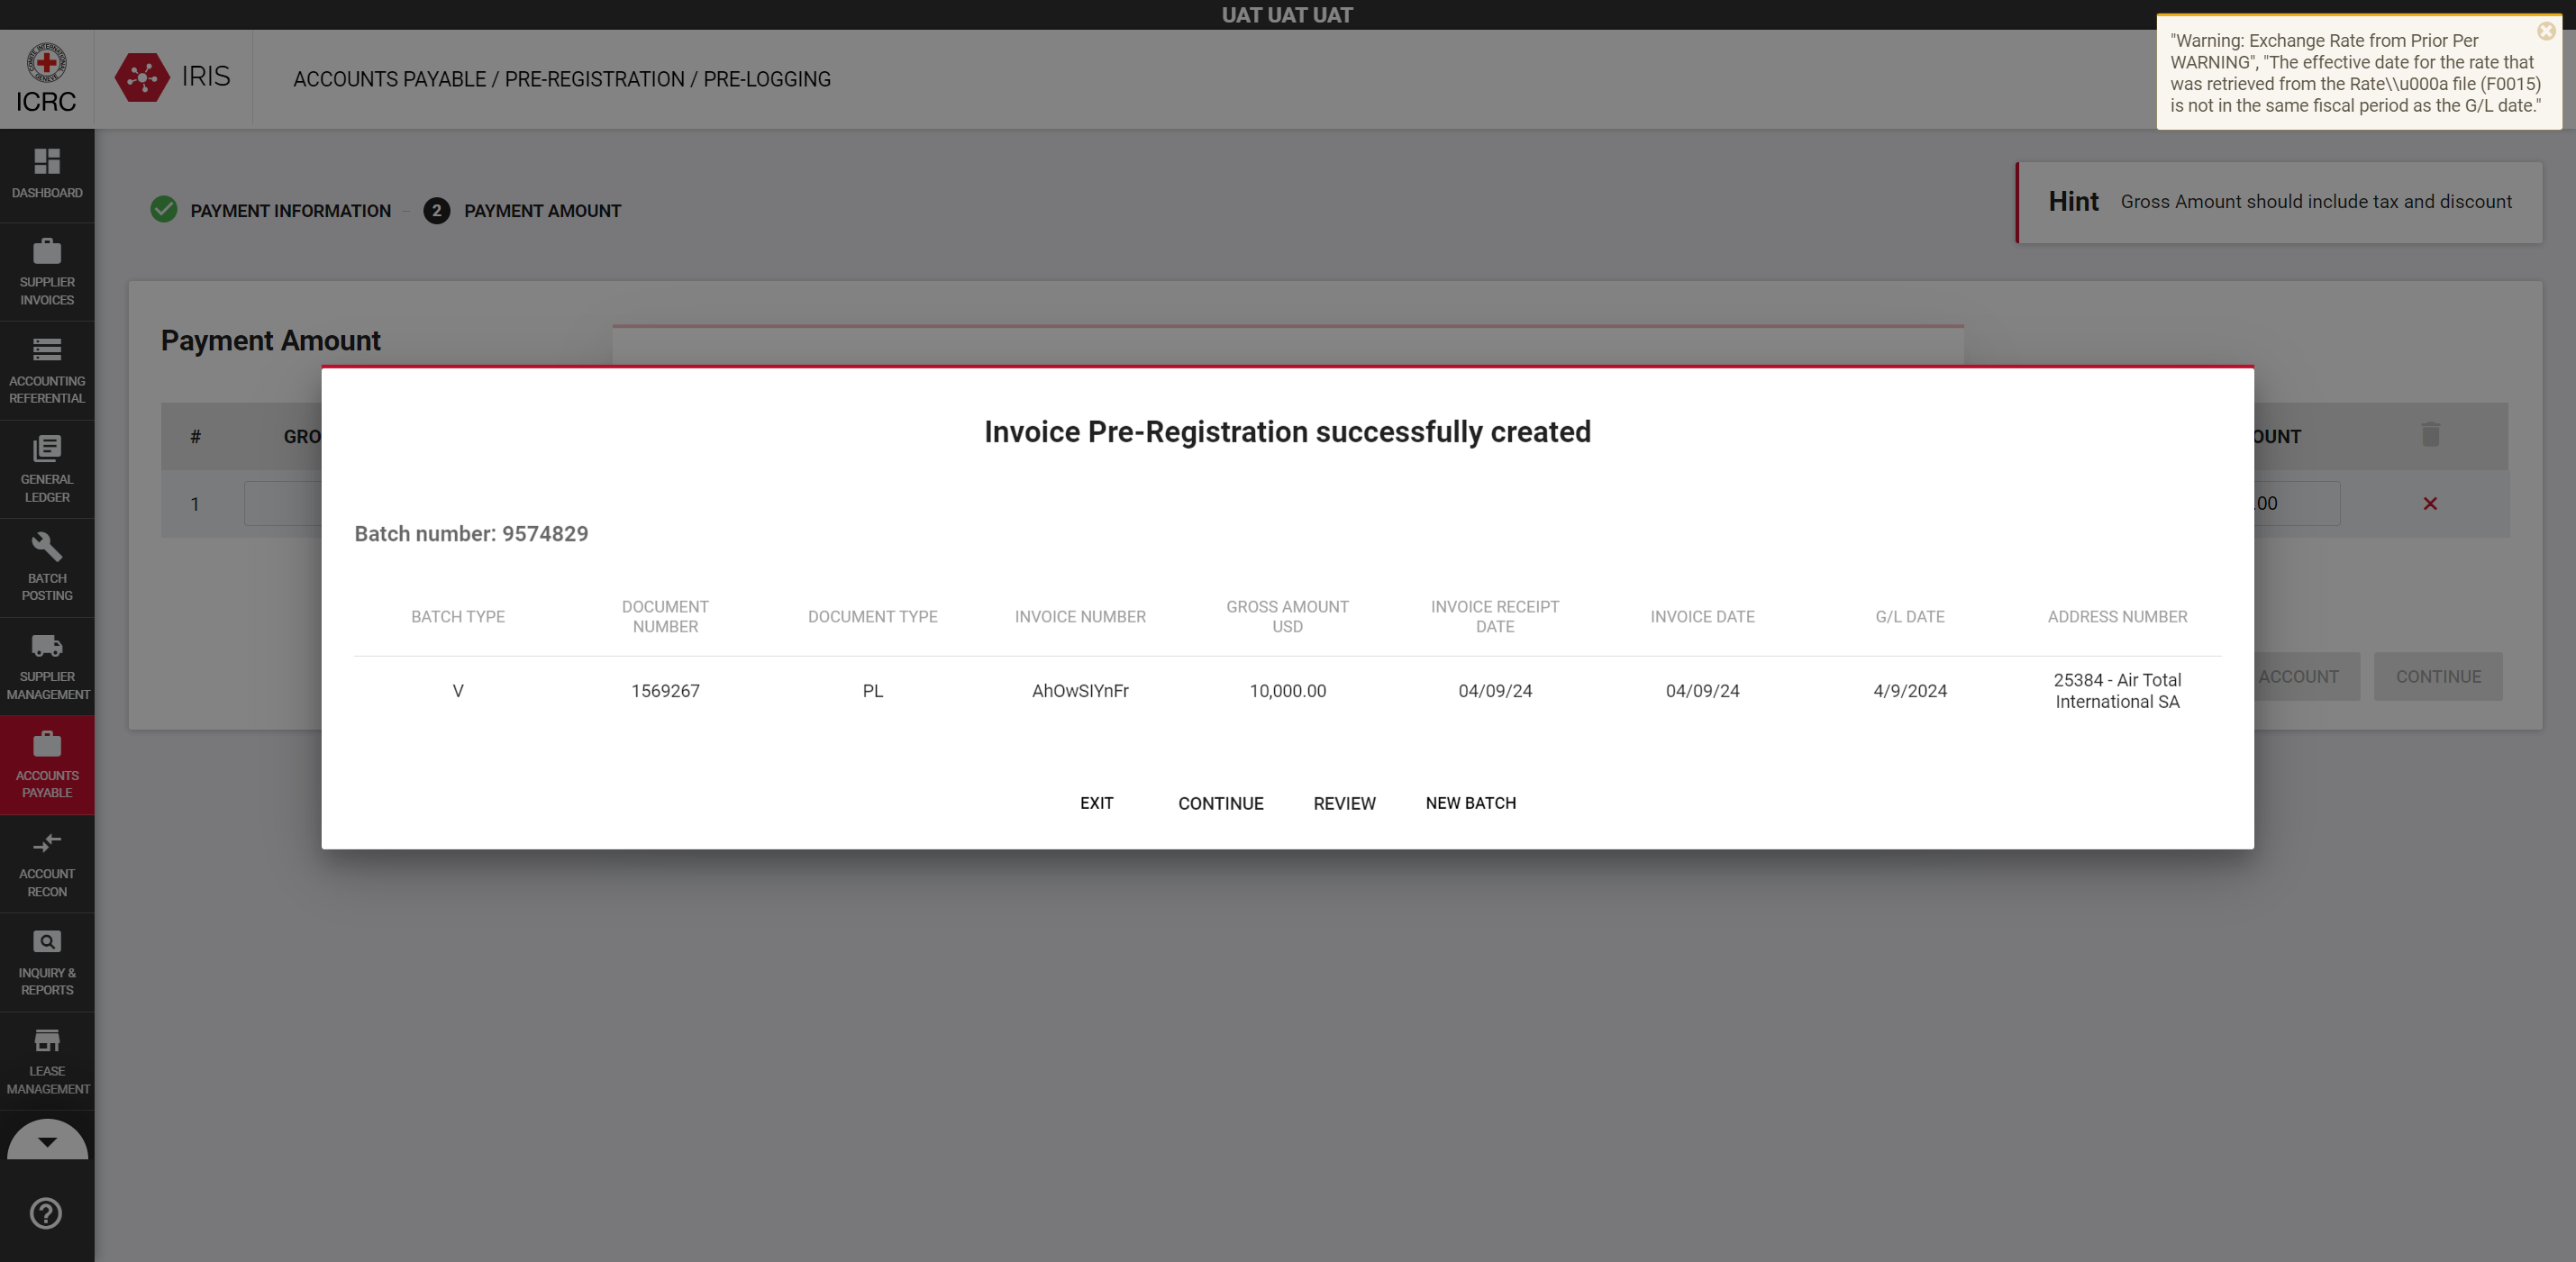 UAT UAT UAT
ICRC
IRIS
ACCOUNTS PAYABLE / PRE-REGISTRATION / PRE-LOGGING
"Warning: Exchange Rate from Prior Per
WARNING", "The effective date for the rate that
was retrieved from the Rate\\u000a file (F0015)
is not in the same fiscal period as the G/L date."
DASHBOARD
SUPPLIER
INVOICES
ACCOUNTING
REFERENTIAL
GENERAL
LEDGER
BATCH
POSTING
SUPPLIER
MANAGEMENT
ACCOUNTS
PAYABLE
ACCOUNT
RECON
INQUIRY &
REPORTS
LEASE
MANAGEMENT
PAYMENT INFORMATION
2 PAYMENT AMOUNT
Hint Gross Amount should include tax and discount
Payment Amount
# GRO OUNT
1 .00
ACCOUNT CONTINUE
Invoice Pre-Registration successfully created
Batch number: 9574829
BATCH TYPE
DOCUMENT
NUMBER
DOCUMENT TYPE
INVOICE NUMBER
GROSS AMOUNT
USD
INVOICE RECEIPT
DATE
INVOICE DATE
G/L DATE
ADDRESS NUMBER
V
1569267
PL
AhOwSIYnFr
10,000.00
04/09/24
04/09/24
4/9/2024
25384 - Air Total
International SA
EXIT CONTINUE REVIEW NEW BATCH